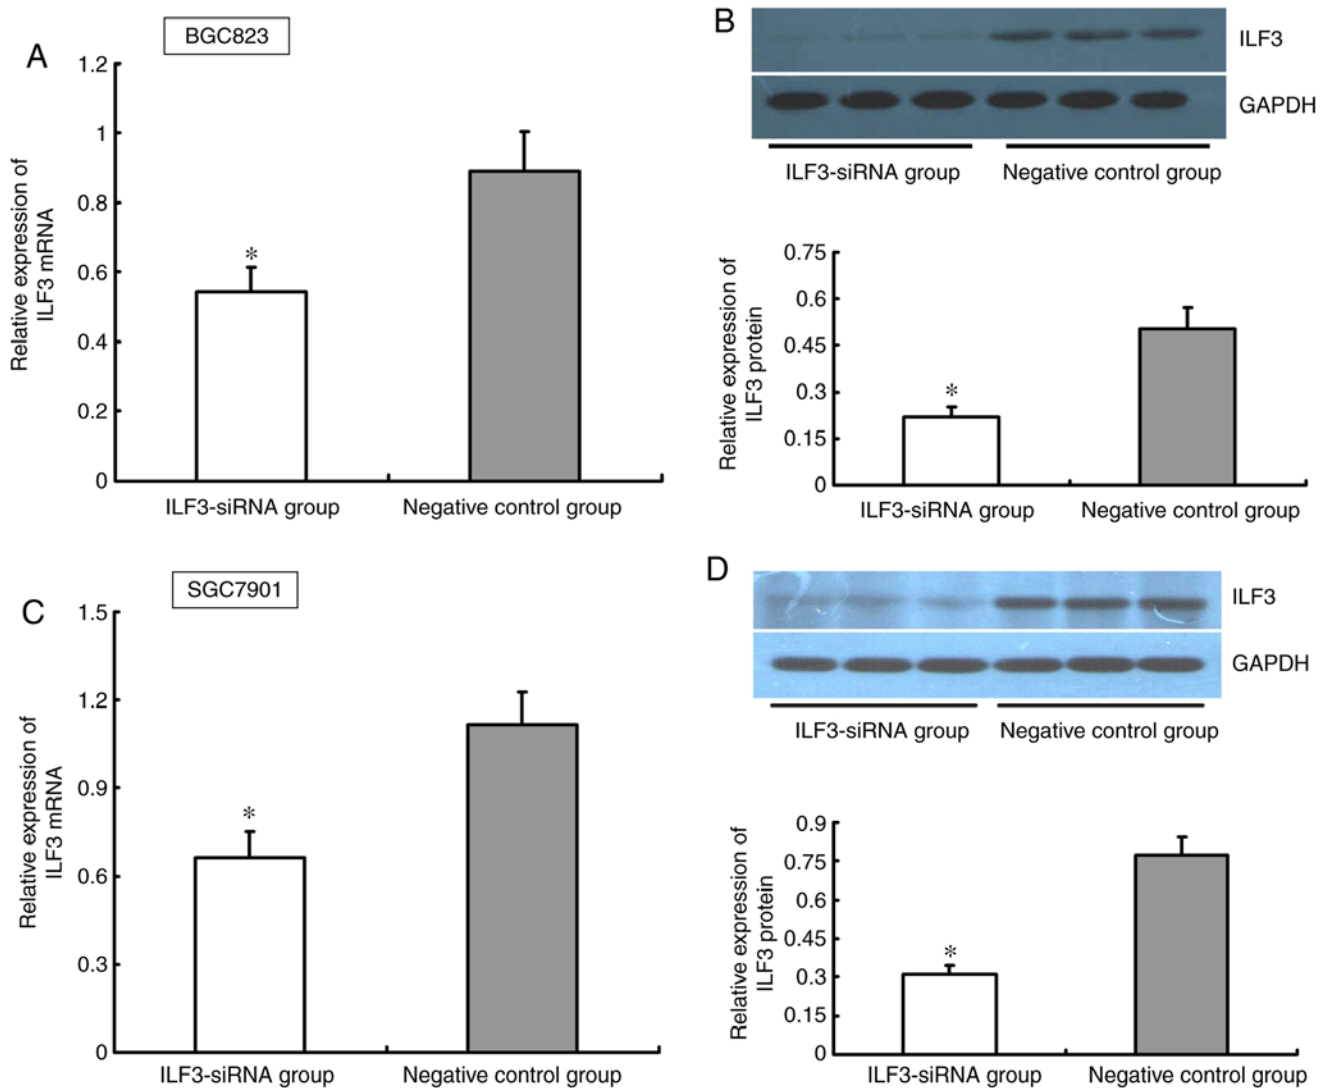 A
BGC823
1.2
1
0.8
0.6
0.4
0.2
0
Relative expression of
ILF3 mRNA
*
ILF3-siRNA group
Negative control group
B
ILF3
GAPDH
ILF3-siRNA group
Negative control group
0.75
0.6
0.45
0.3
0.15
0
Relative expression of
ILF3 protein
*
ILF3-siRNA group
Negative control group
C
SGC7901
1.5
1.2
0.9
0.6
0.3
0
Relative expression of
ILF3 mRNA
*
ILF3-siRNA group
Negative control group
D
ILF3
GAPDH
ILF3-siRNA group
Negative control group
0.9
0.75
0.6
0.45
0.3
0.15
0
Relative expression of
ILF3 protein
*
ILF3-siRNA group
Negative control group